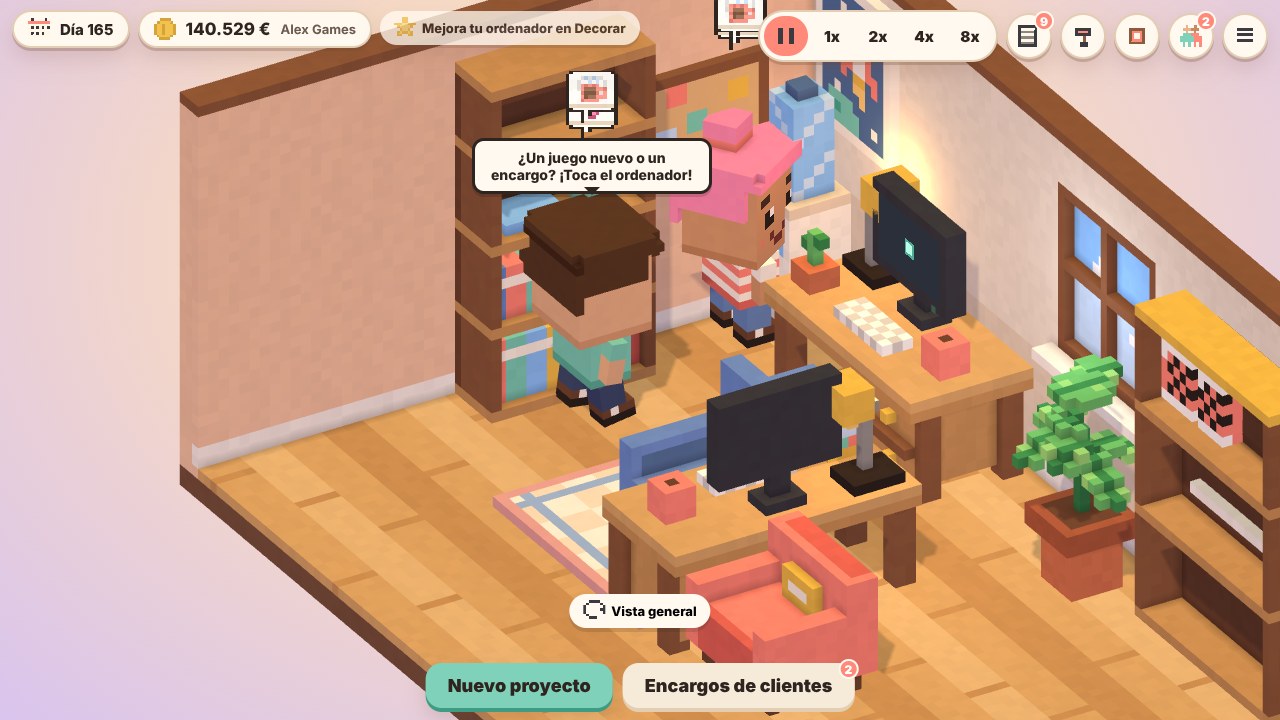 Día 165
140.529 € Alex Games
Mejora tu ordenador en Decorar
1x 2x 4x 8x
9
2
¿Un juego nuevo o un
encargo? ¡Toca el ordenador!
Vista general
Nuevo proyecto
Encargos de clientes
2